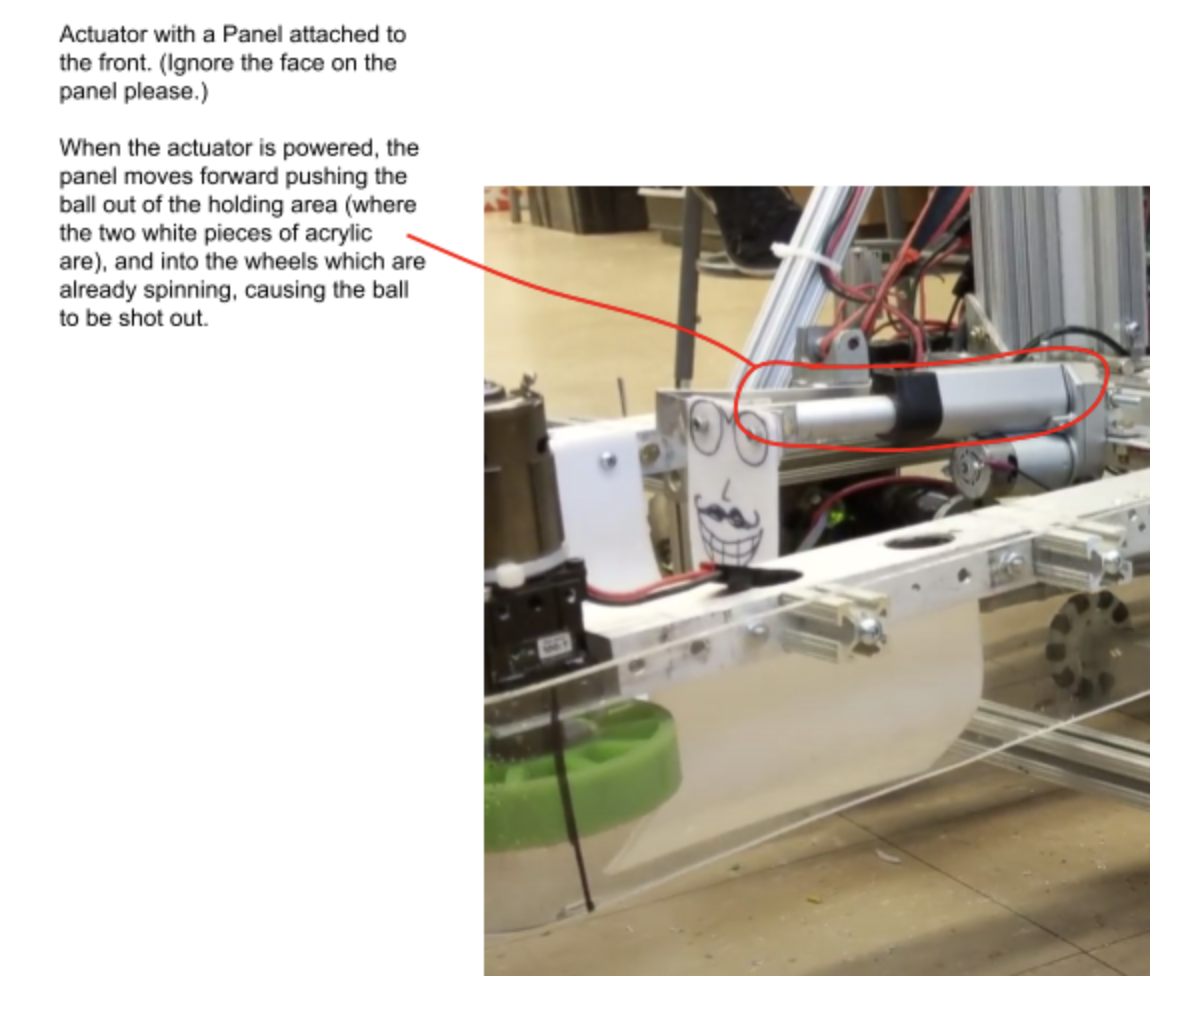 Actuator with a Panel attached to
the front. (Ignore the face on the
panel please.)
When the actuator is powered, the
panel moves forward pushing the
ball out of the holding area (where
the two white pieces of acrylic
are), and into the wheels which are
already spinning, causing the ball
to be shot out.